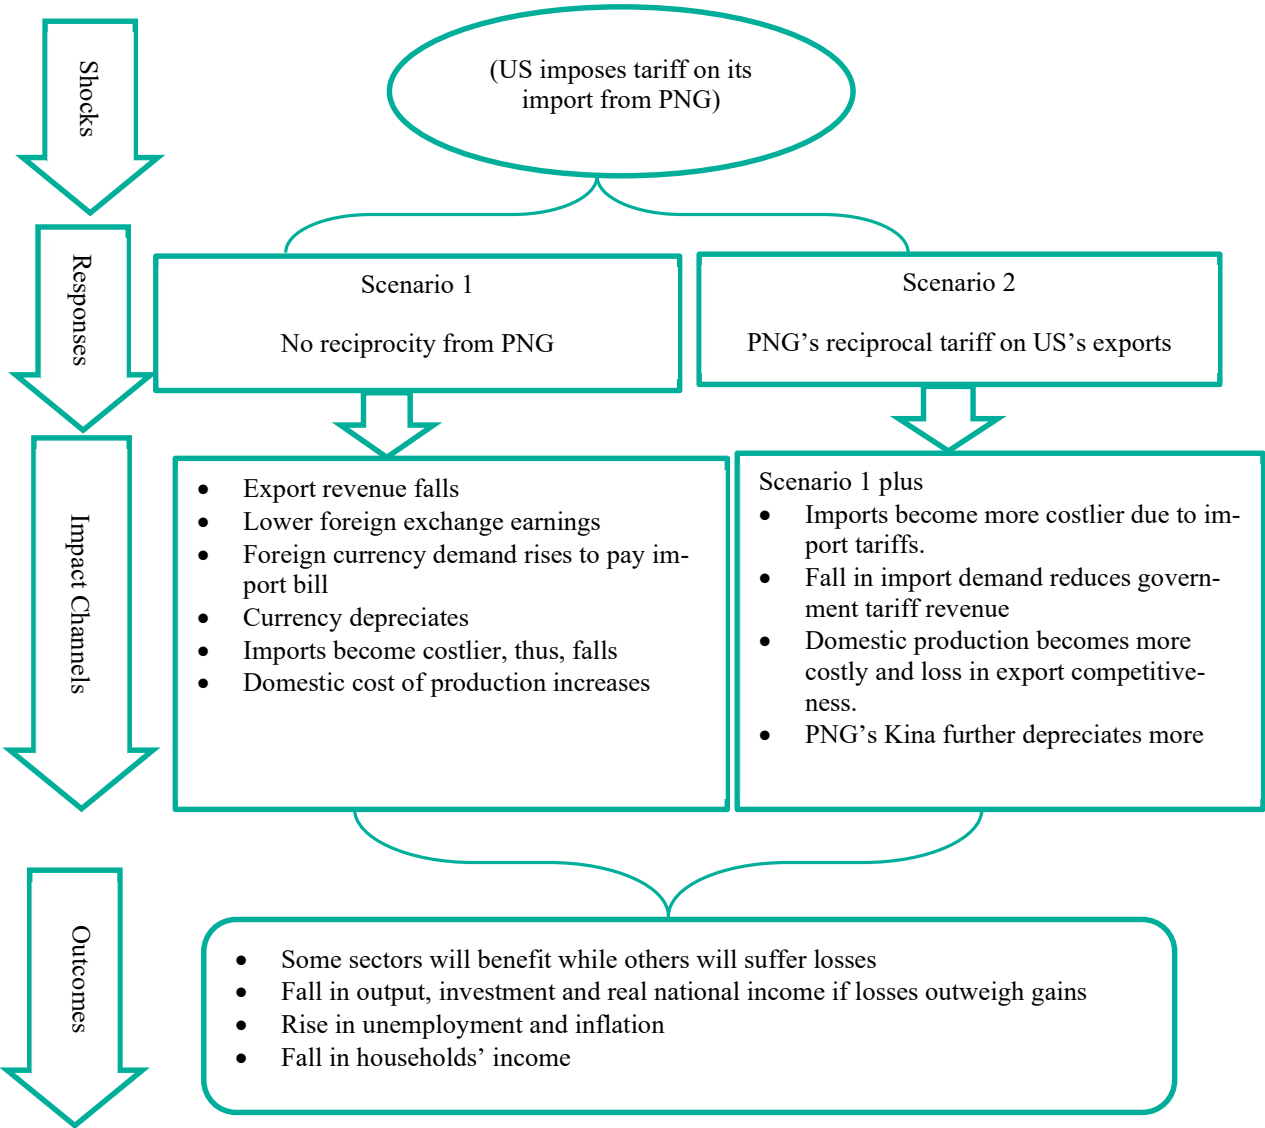 Shocks
(US imposes tariff on its
import from PNG)
Responses
Scenario 1
No reciprocity from PNG
Scenario 2
PNG’s reciprocal tariff on US’s exports
Impact Channels
• Export revenue falls
• Lower foreign exchange earnings
• Foreign currency demand rises to pay im-
port bill
• Currency depreciates
• Imports become costlier, thus, falls
• Domestic cost of production increases
Scenario 1 plus
• Imports become more costlier due to im-
port tariffs.
• Fall in import demand reduces govern-
ment tariff revenue
• Domestic production becomes more
costly and loss in export competitive-
ness.
• PNG’s Kina further depreciates more
Outcomes
• Some sectors will benefit while others will suffer losses
• Fall in output, investment and real national income if losses outweigh gains
• Rise in unemployment and inflation
• Fall in households’ income